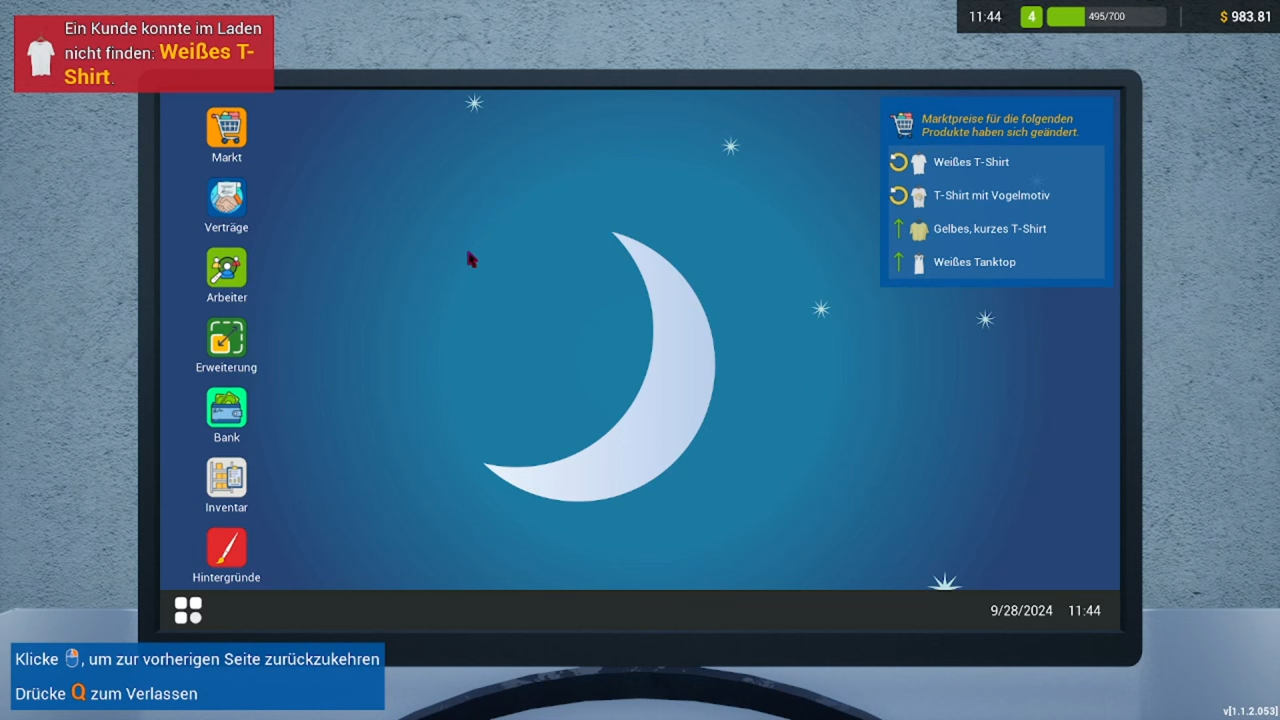 Ein Kunde konnte im Laden
nicht finden: Weißes T-
Shirt.
11:44
4
495/700
$ 983.81
Markt
Verträge
Arbeiter
Erweiterung
Bank
Inventar
Hintergründe
Marktpreise für die folgenden
Produkte haben sich geändert.
Weißes T-Shirt
T-Shirt mit Vogelmotiv
Gelbes, kurzes T-Shirt
Weißes Tanktop
9/28/2024 11:44
Klicke , um zur vorherigen Seite zurückzukehren
Drücke Q zum Verlassen
v[1.1.2.053]